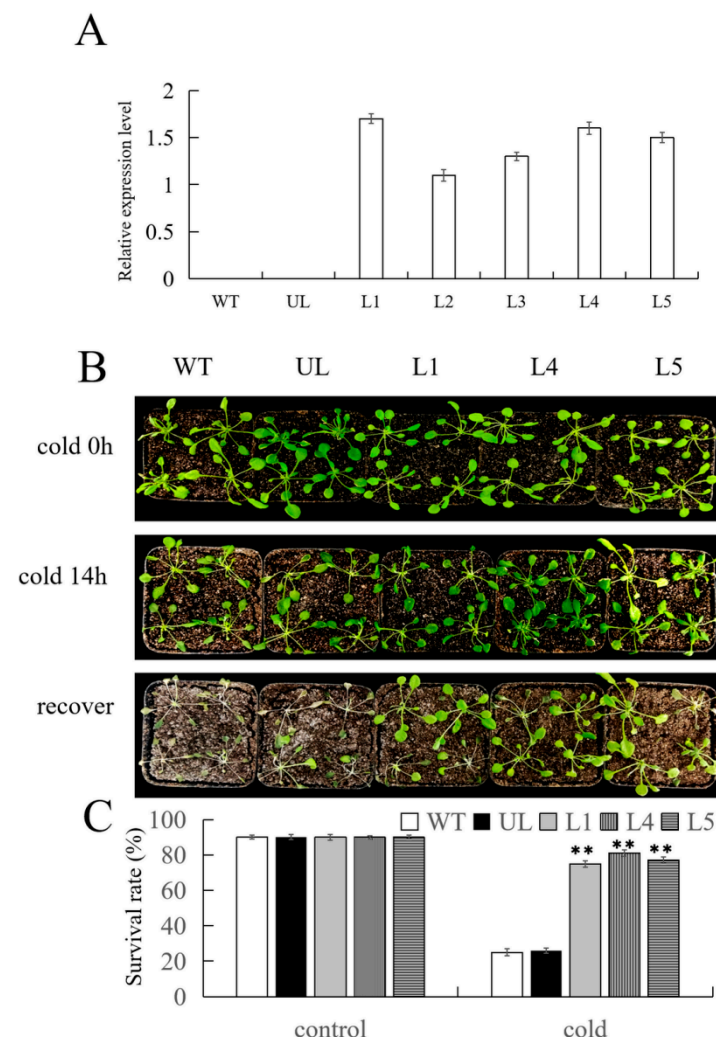 A
Relative expression level
2
1.5
1
0.5
0
WT UL L1 L2 L3 L4 L5
B
WT UL L1 L4 L5
cold 0h
cold 14h
recover
C
Survival rate (%)
WT UL L1 L4 L5
100
80
60
40
20
0
** ** **
control cold